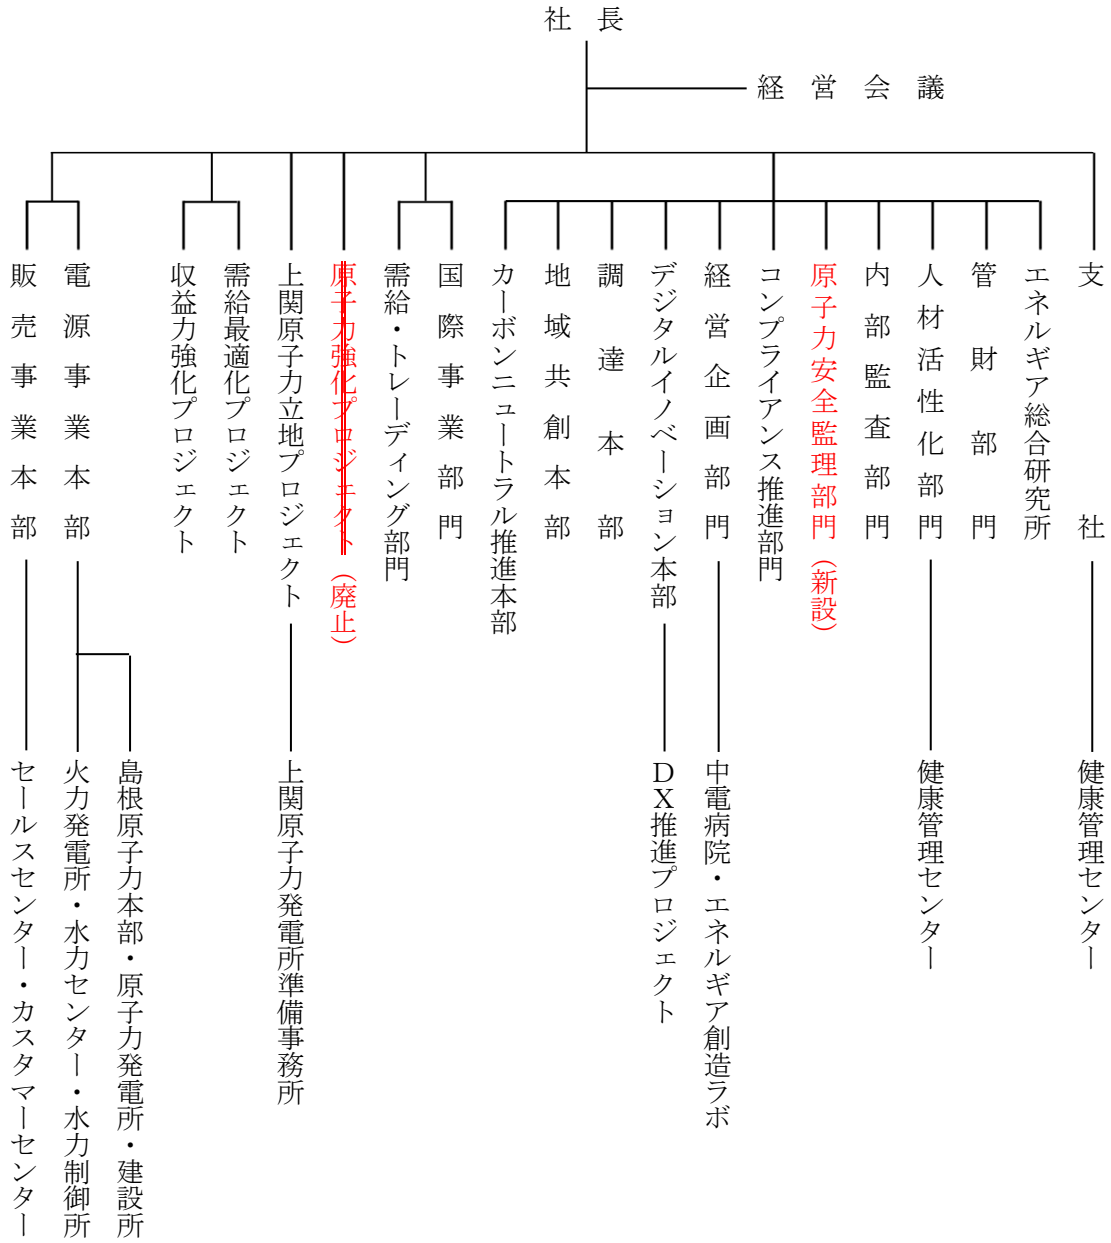 社長
経営会議
支社
エネルギア総合研究所
管財部門
人材活性化部門
内部監査部門
原子力安全監理部門（新設）
コンプライアンス推進部門
経営企画部門
デジタルイノベーション本部
調達本部
地域共創本部
カーボンニュートラル推進本部
国際事業部門
需給・トレーディング部門
原子力強化プロジェクト（廃止）
上関原子力立地プロジェクト
需給最適化プロジェクト
収益力強化プロジェクト
電源事業本部
販売事業本部
健康管理センター
健康管理センター
中電病院・エネルギア創造ラボ
ＤＸ推進プロジェクト
上関原子力発電所準備事務所
島根原子力本部・原子力発電所・建設所
火力発電所・水力センター・水力制御所
セールスセンター・カスタマーセンター